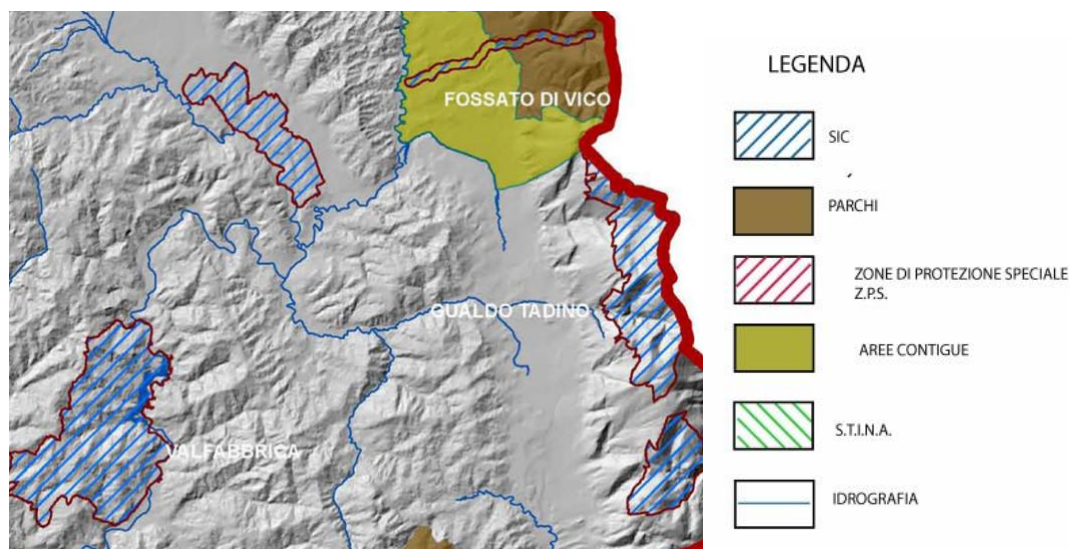 FOSSATO DI VICO
GUALDO TADINO
VALFABBRICA
LEGENDA
SIC
PARCHI
ZONE DI PROTEZIONE SPECIALE
Z.P.S.
AREE CONTIGUE
S.T.I.N.A.
IDROGRAFIA